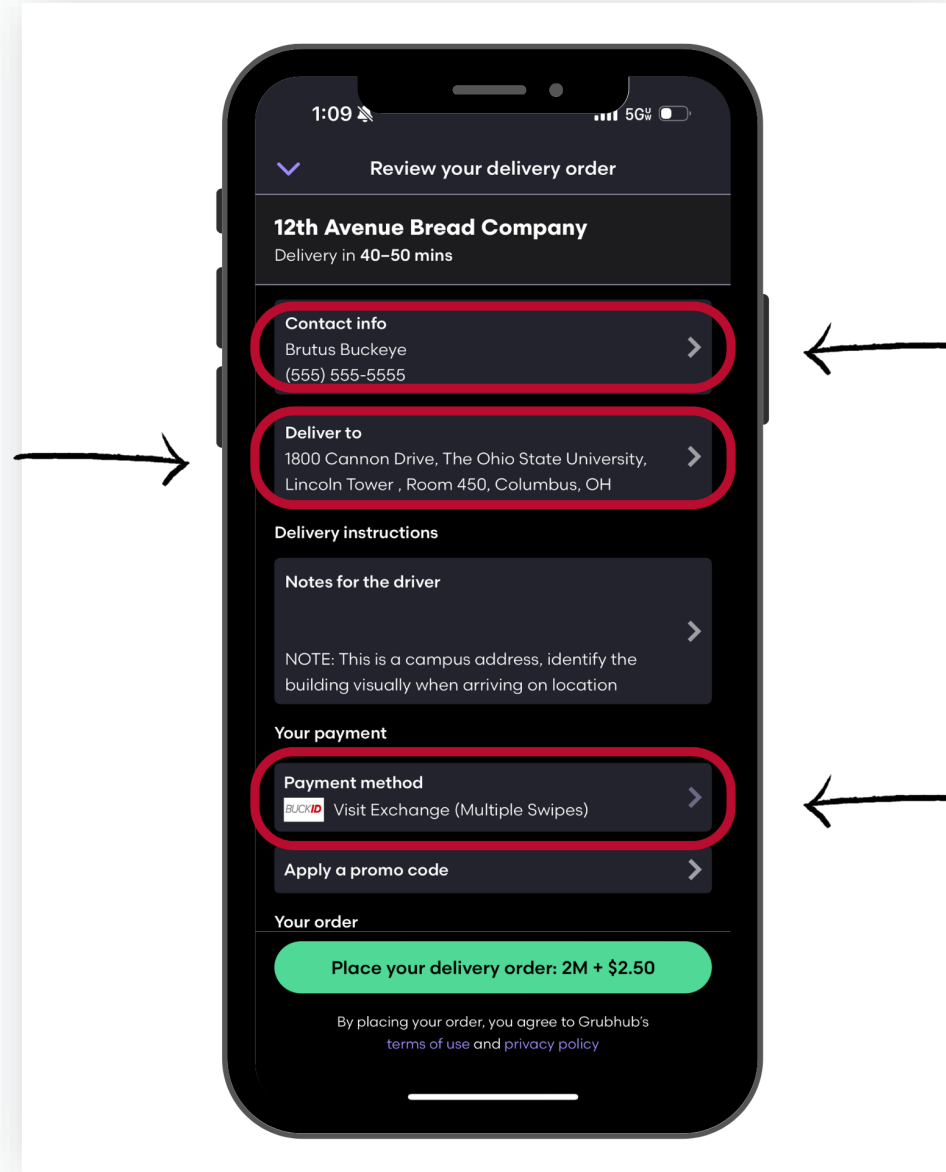 1:09
5G UW
Review your delivery order
12th Avenue Bread Company
Delivery in 40–50 mins
Contact info
Brutus Buckeye
(555) 555-5555
Deliver to
1800 Cannon Drive, The Ohio State University,
Lincoln Tower , Room 450, Columbus, OH
Delivery instructions
Notes for the driver
NOTE: This is a campus address, identify the
building visually when arriving on location
Your payment
Payment method
BUCKID Visit Exchange (Multiple Swipes)
Apply a promo code
Your order
Place your delivery order: 2M + $2.50
By placing your order, you agree to Grubhub's
terms of use and privacy policy